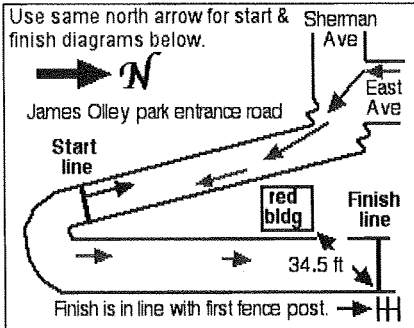 Use same north arrow for start &
finish diagrams below.
Sherman
Ave
N
East
Ave
James Olley park entrance road
Start
line
red
bldg
Finish
line
34.5 ft
Finish is in line with first fence post.